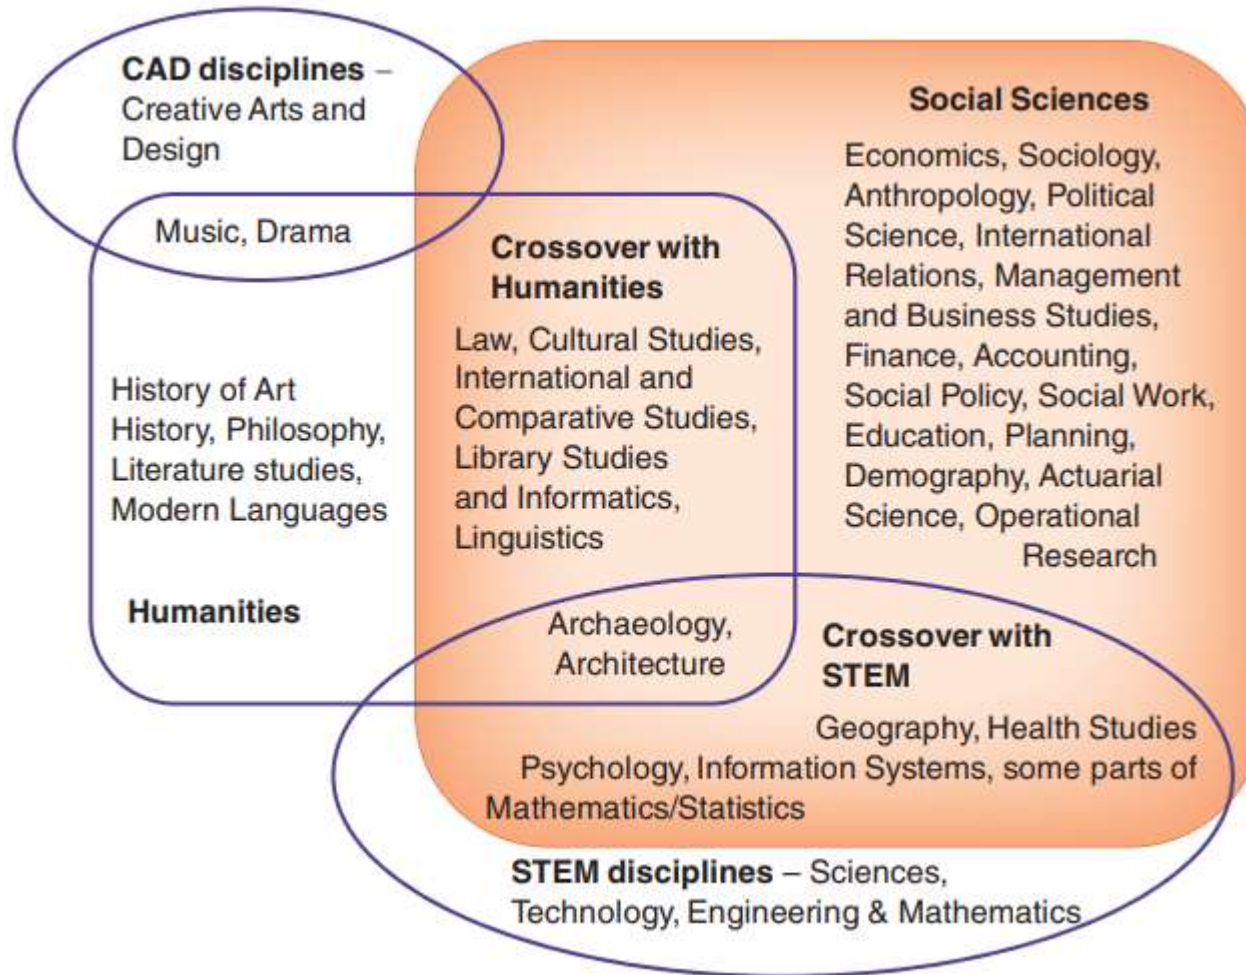 CAD disciplines –
Creative Arts and
Design
Music, Drama
History of Art
History, Philosophy,
Literature studies,
Modern Languages
Humanities
Crossover with
Humanities
Law, Cultural Studies,
International and
Comparative Studies,
Library Studies
and Informatics,
Linguistics
Archaeology,
Architecture
Social Sciences
Economics, Sociology,
Anthropology, Political
Science, International
Relations, Management
and Business Studies,
Finance, Accounting,
Social Policy, Social Work,
Education, Planning,
Demography, Actuarial
Science, Operational
Research
Crossover with
STEM
Geography, Health Studies
Psychology, Information Systems, some parts of
Mathematics/Statistics
STEM disciplines – Sciences,
Technology, Engineering & Mathematics